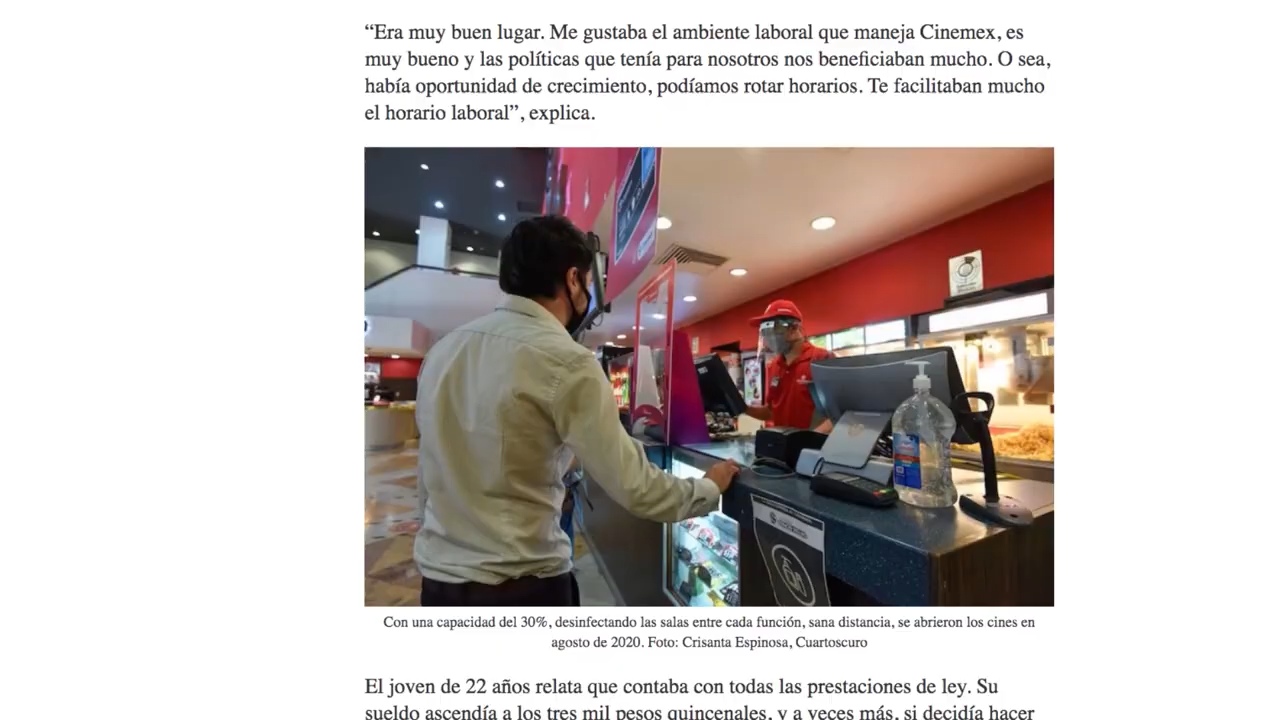 “Era muy buen lugar. Me gustaba el ambiente laboral que maneja Cinemex, es
muy bueno y las políticas que tenía para nosotros nos beneficiaban mucho. O sea,
había oportunidad de crecimiento, podíamos rotar horarios. Te facilitaban mucho
el horario laboral”, explica.
Con una capacidad del 30%, desinfectando las salas entre cada función, sana distancia, se abrieron los cines en
agosto de 2020. Foto: Crisanta Espinosa, Cuartoscuro
El joven de 22 años relata que contaba con todas las prestaciones de ley. Su
sueldo ascendía a los tres mil pesos quincenales, y a veces más, si decidía hacer